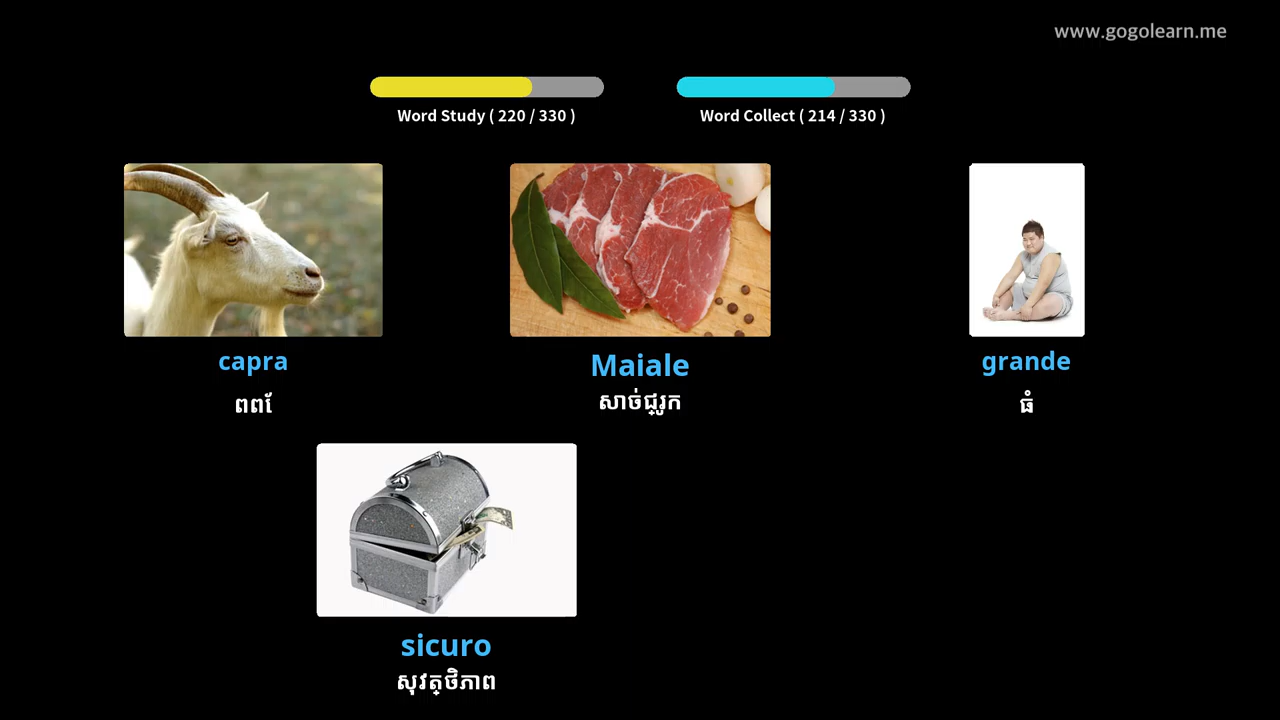 www.gogolearn.me
Word Study ( 220 / 330 )
Word Collect ( 214 / 330 )
capra
ពពែ
Maiale
សាច់ជ្រូក
grande
ធំ
sicuro
សុវត្ថិភាព